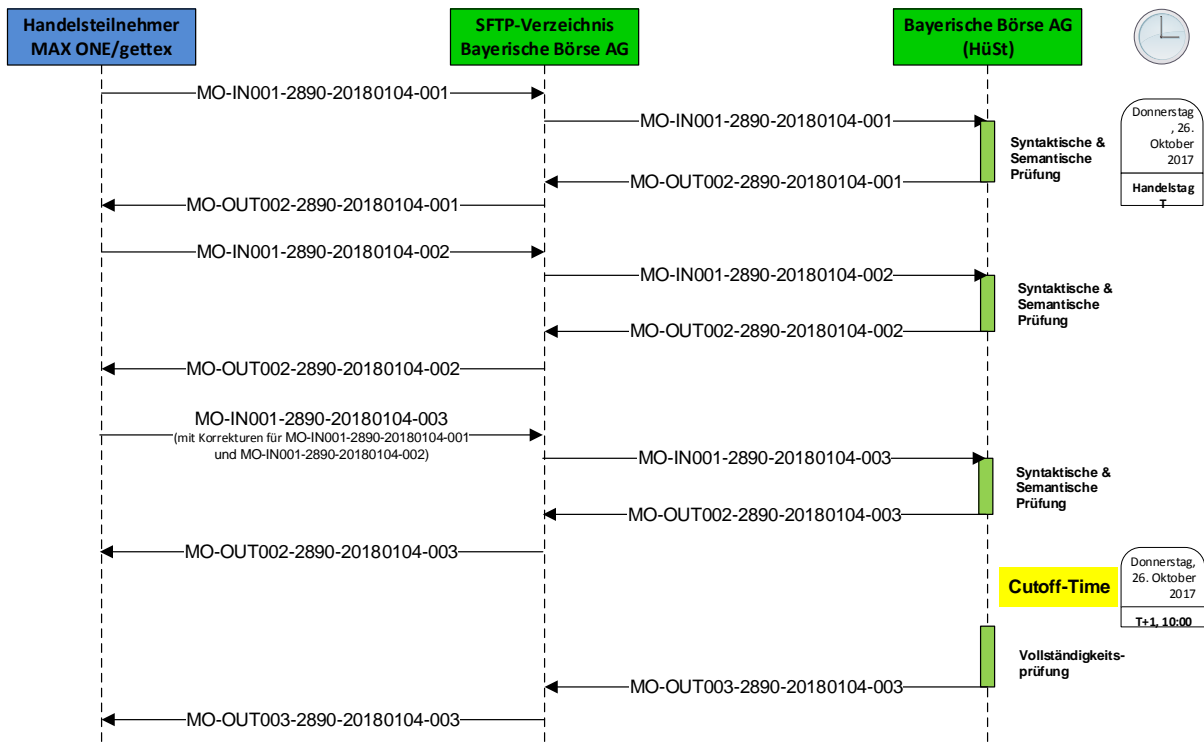 Handelsteilnehmer
MAX ONE/gettex
SFTP-Verzeichnis
Bayerische Börse AG
Bayerische Börse AG
(HüSt)
MO-IN001-2890-20180104-001
MO-IN001-2890-20180104-001
Syntaktische &
Semantische
Prüfung
Donnerstag
, 26.
Oktober
2017
Handelstag
T
MO-OUT002-2890-20180104-001
MO-OUT002-2890-20180104-001
MO-IN001-2890-20180104-002
MO-IN001-2890-20180104-002
Syntaktische &
Semantische
Prüfung
MO-OUT002-2890-20180104-002
MO-OUT002-2890-20180104-002
MO-IN001-2890-20180104-003
(mit Korrekturen für MO-IN001-2890-20180104-001
und MO-IN001-2890-20180104-002)
MO-IN001-2890-20180104-003
Syntaktische &
Semantische
Prüfung
MO-OUT002-2890-20180104-003
MO-OUT002-2890-20180104-003
Cutoff-Time
Donnerstag,
26. Oktober
2017
T+1, 10:00
Vollständigkeits-
prüfung
MO-OUT003-2890-20180104-003
MO-OUT003-2890-20180104-003